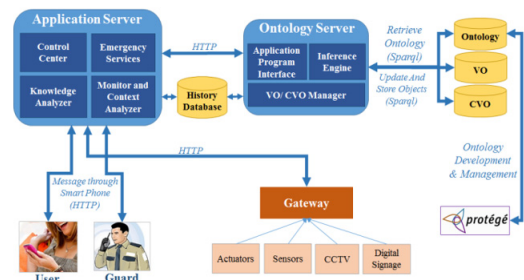 Application Server
Control
Center
Emergency
Services
Knowledge
Analyzer
Monitor and
Context
Analyzer
HTTP
History
Database
Ontology Server
Application
Program
Interface
Inference
Engine
VO/ CVO Manager
Retrieve
Ontology
(Sparql)
Update And
Store Objects
(Sparql)
Ontology
VO
CVO
Ontology
Development
& Management
protégé
HTTP
Message through
Smart Phone
(HTTP)
User
Guard
Gateway
Actuators
Sensors
CCTV
Digital
Signage